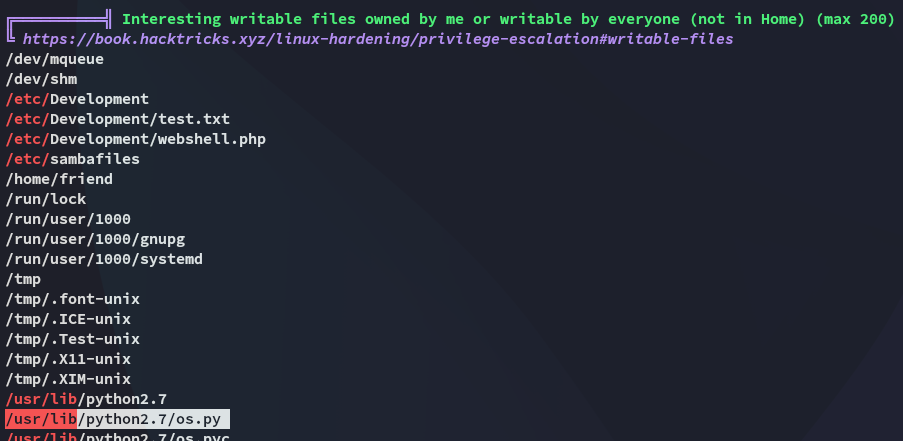 ╔══════════╣ Interesting writable files owned by me or writable by everyone (not in Home) (max 200)
╚ https://book.hacktricks.xyz/linux-hardening/privilege-escalation#writable-files
/dev/mqueue
/dev/shm
/etc/Development
/etc/Development/test.txt
/etc/Development/webshell.php
/etc/sambafiles
/home/friend
/run/lock
/run/user/1000
/run/user/1000/gnupg
/run/user/1000/systemd
/tmp
/tmp/.font-unix
/tmp/.ICE-unix
/tmp/.Test-unix
/tmp/.X11-unix
/tmp/.XIM-unix
/usr/lib/python2.7
/usr/lib/python2.7/os.py
/usr/lib/python2.7/os.pyc